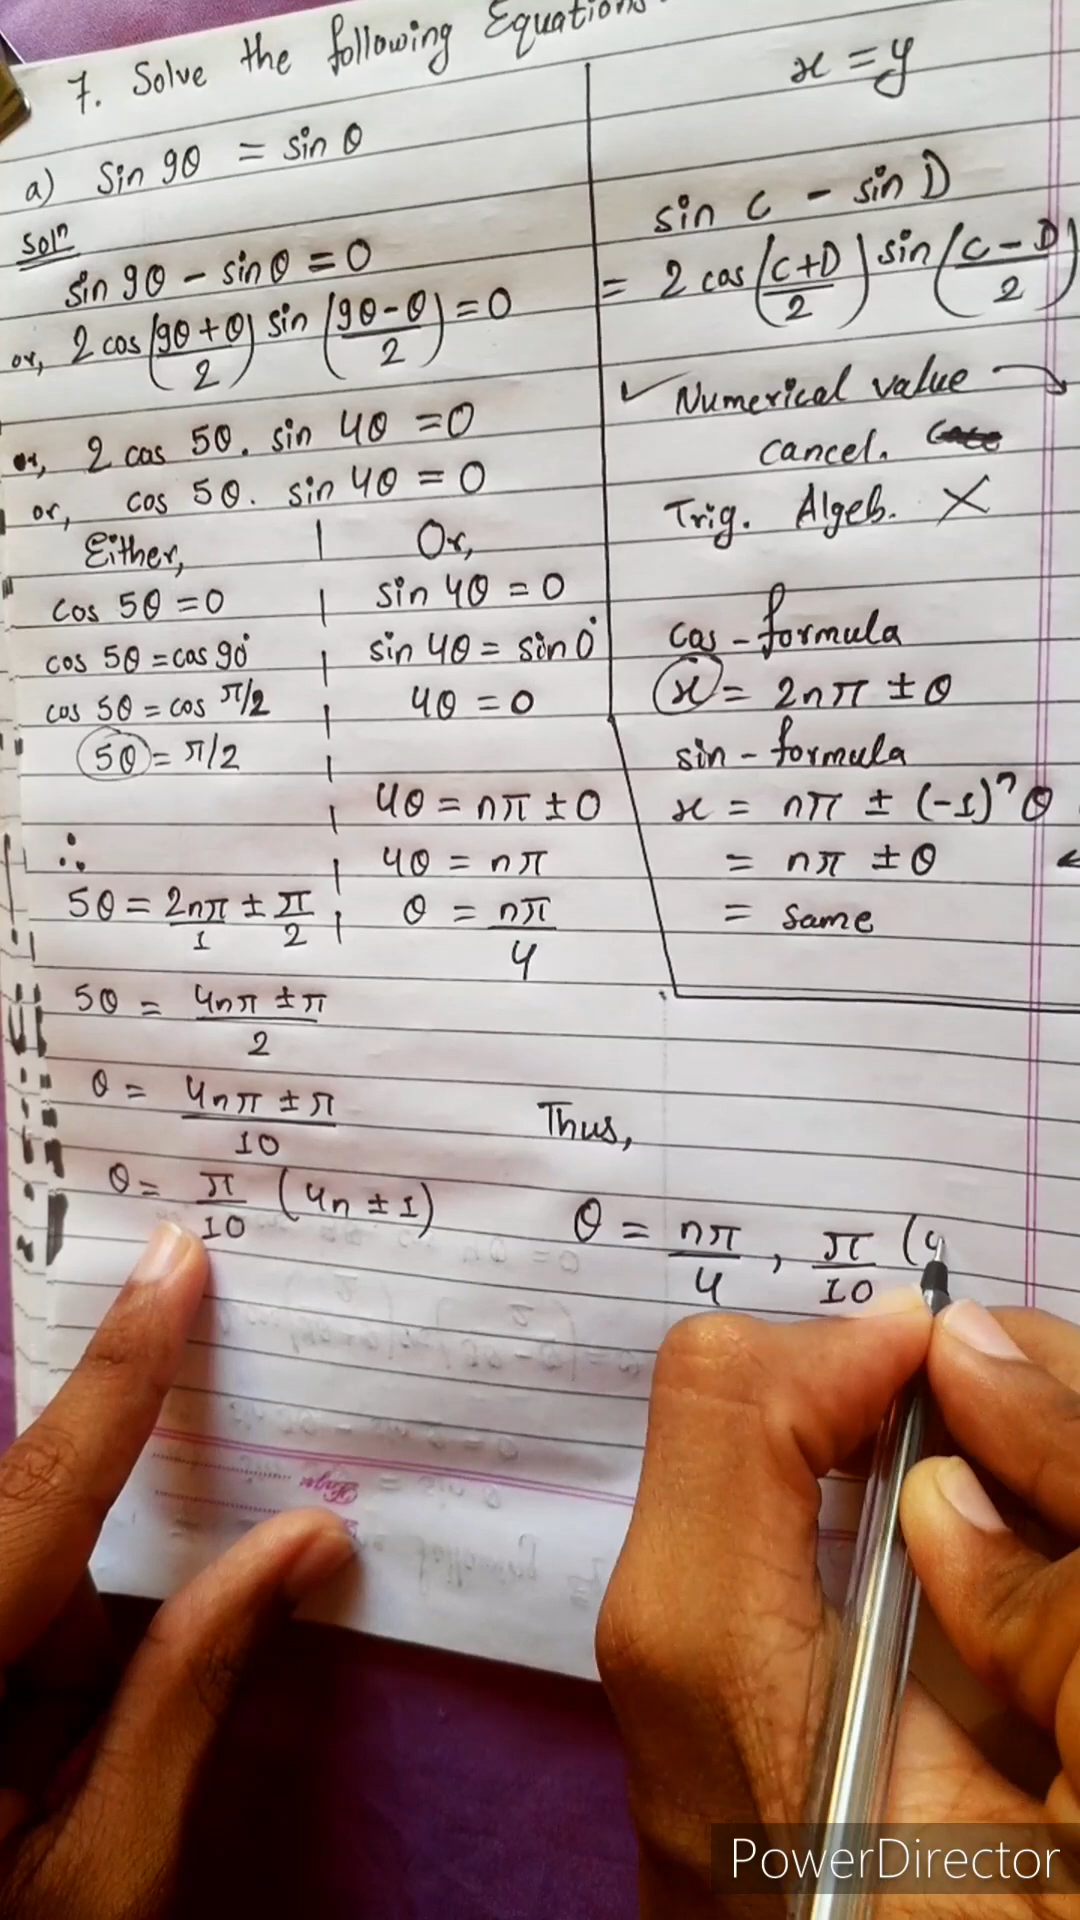 7. Solve the following Equations
a) Sin 9θ = sin θ
Solⁿ
sin 9θ − sin θ = 0
or, 2 cos (9θ + θ / 2) sin (9θ − θ / 2) = 0
or, 2 cos 5θ. sin 4θ = 0
or, cos 5θ. sin 4θ = 0
Either, | Or,
cos 5θ = 0 | sin 4θ = 0
cos 5θ = cos 90° | sin 4θ = sin 0°
cos 5θ = cos π/2 | 4θ = 0
5θ = π/2 |
| 4θ = nπ ± 0
∴ | 4θ = nπ
5θ = 2nπ/1 ± π/2 | θ = nπ/4
5θ = 4nπ ± π / 2
θ = 4nπ ± π / 10
θ = π/10 (4n ± 1)
x = y
sin C − sin D
= 2 cos (C + D / 2) sin (C − D / 2)
✓ Numerical value →
cancel.
Trig. Algeb. ✗
cos - formula
x = 2nπ ± θ
sin - formula
x = nπ ± (-1)ⁿ θ
= nπ ± θ ←
= same
Thus,
θ = nπ/4 , π/10 (4
Page
PowerDirector